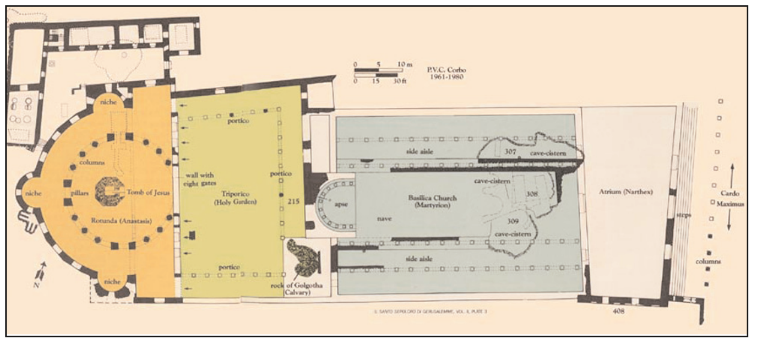 0 5 10 m
0 15 30 ft
P.V.C. Corbo
1961-1980
niche
columns
niche
pillars
Tomb of Jesus
Rotunda (Anastasis)
niche
N
portico
wall with
eight gates
portico
Triportico
(Holy Garden)
215
portico
rock of Golgotha
(Calvary)
apse
side aisle
307
cave-cistern
cave-cistern
Basilica Church
(Martyrion)
308
nave
309
cave-cistern
side aisle
Atrium (Narthex)
steps
Cardo
Maximus
columns
408
IL SANTO SEPOLCRO DI GERUSALEMME, VOL. II, PLATE 3